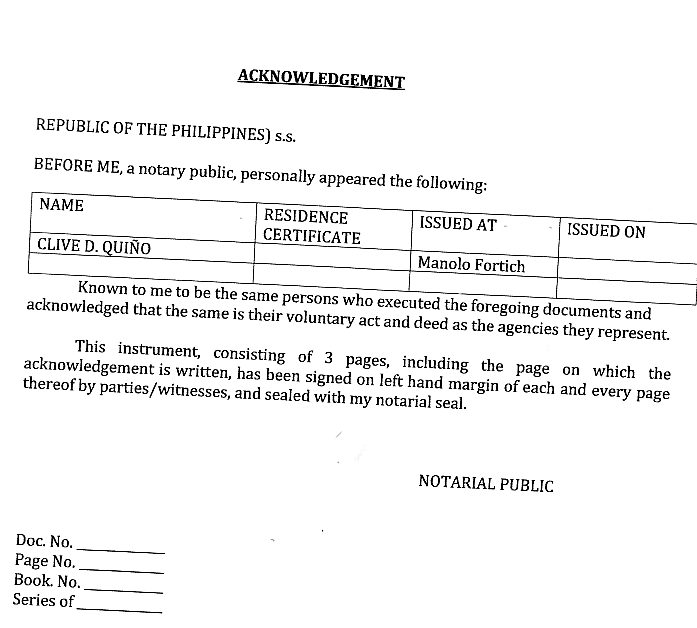 ACKNOWLEDGEMENT
REPUBLIC OF THE PHILIPPINES) s.s.
BEFORE ME, a notary public, personally appeared the following:
NAME RESIDENCE CERTIFICATE ISSUED AT ISSUED ON
CLIVE D. QUIÑO Manolo Fortich
Known to me to be the same persons who executed the foregoing documents and
acknowledged that the same is their voluntary act and deed as the agencies they represent.
This instrument, consisting of 3 pages, including the page on which the
acknowledgement is written, has been signed on left hand margin of each and every page
thereof by parties/witnesses, and sealed with my notarial seal.
NOTARIAL PUBLIC
Doc. No. ___________
Page No. ___________
Book. No. __________
Series of ___________